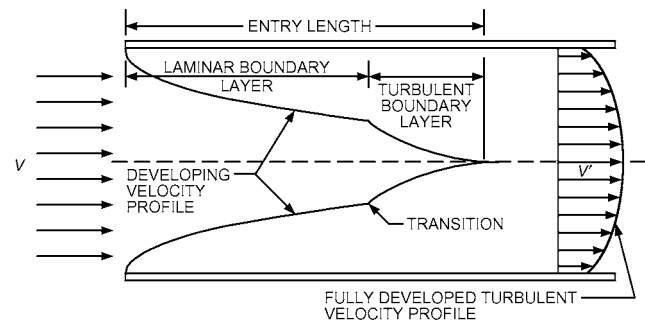 ENTRY LENGTH
LAMINAR BOUNDARY
LAYER
TURBULENT
BOUNDARY
LAYER
V
DEVELOPING
VELOCITY
PROFILE
V'
TRANSITION
FULLY DEVELOPED TURBULENT
VELOCITY PROFILE